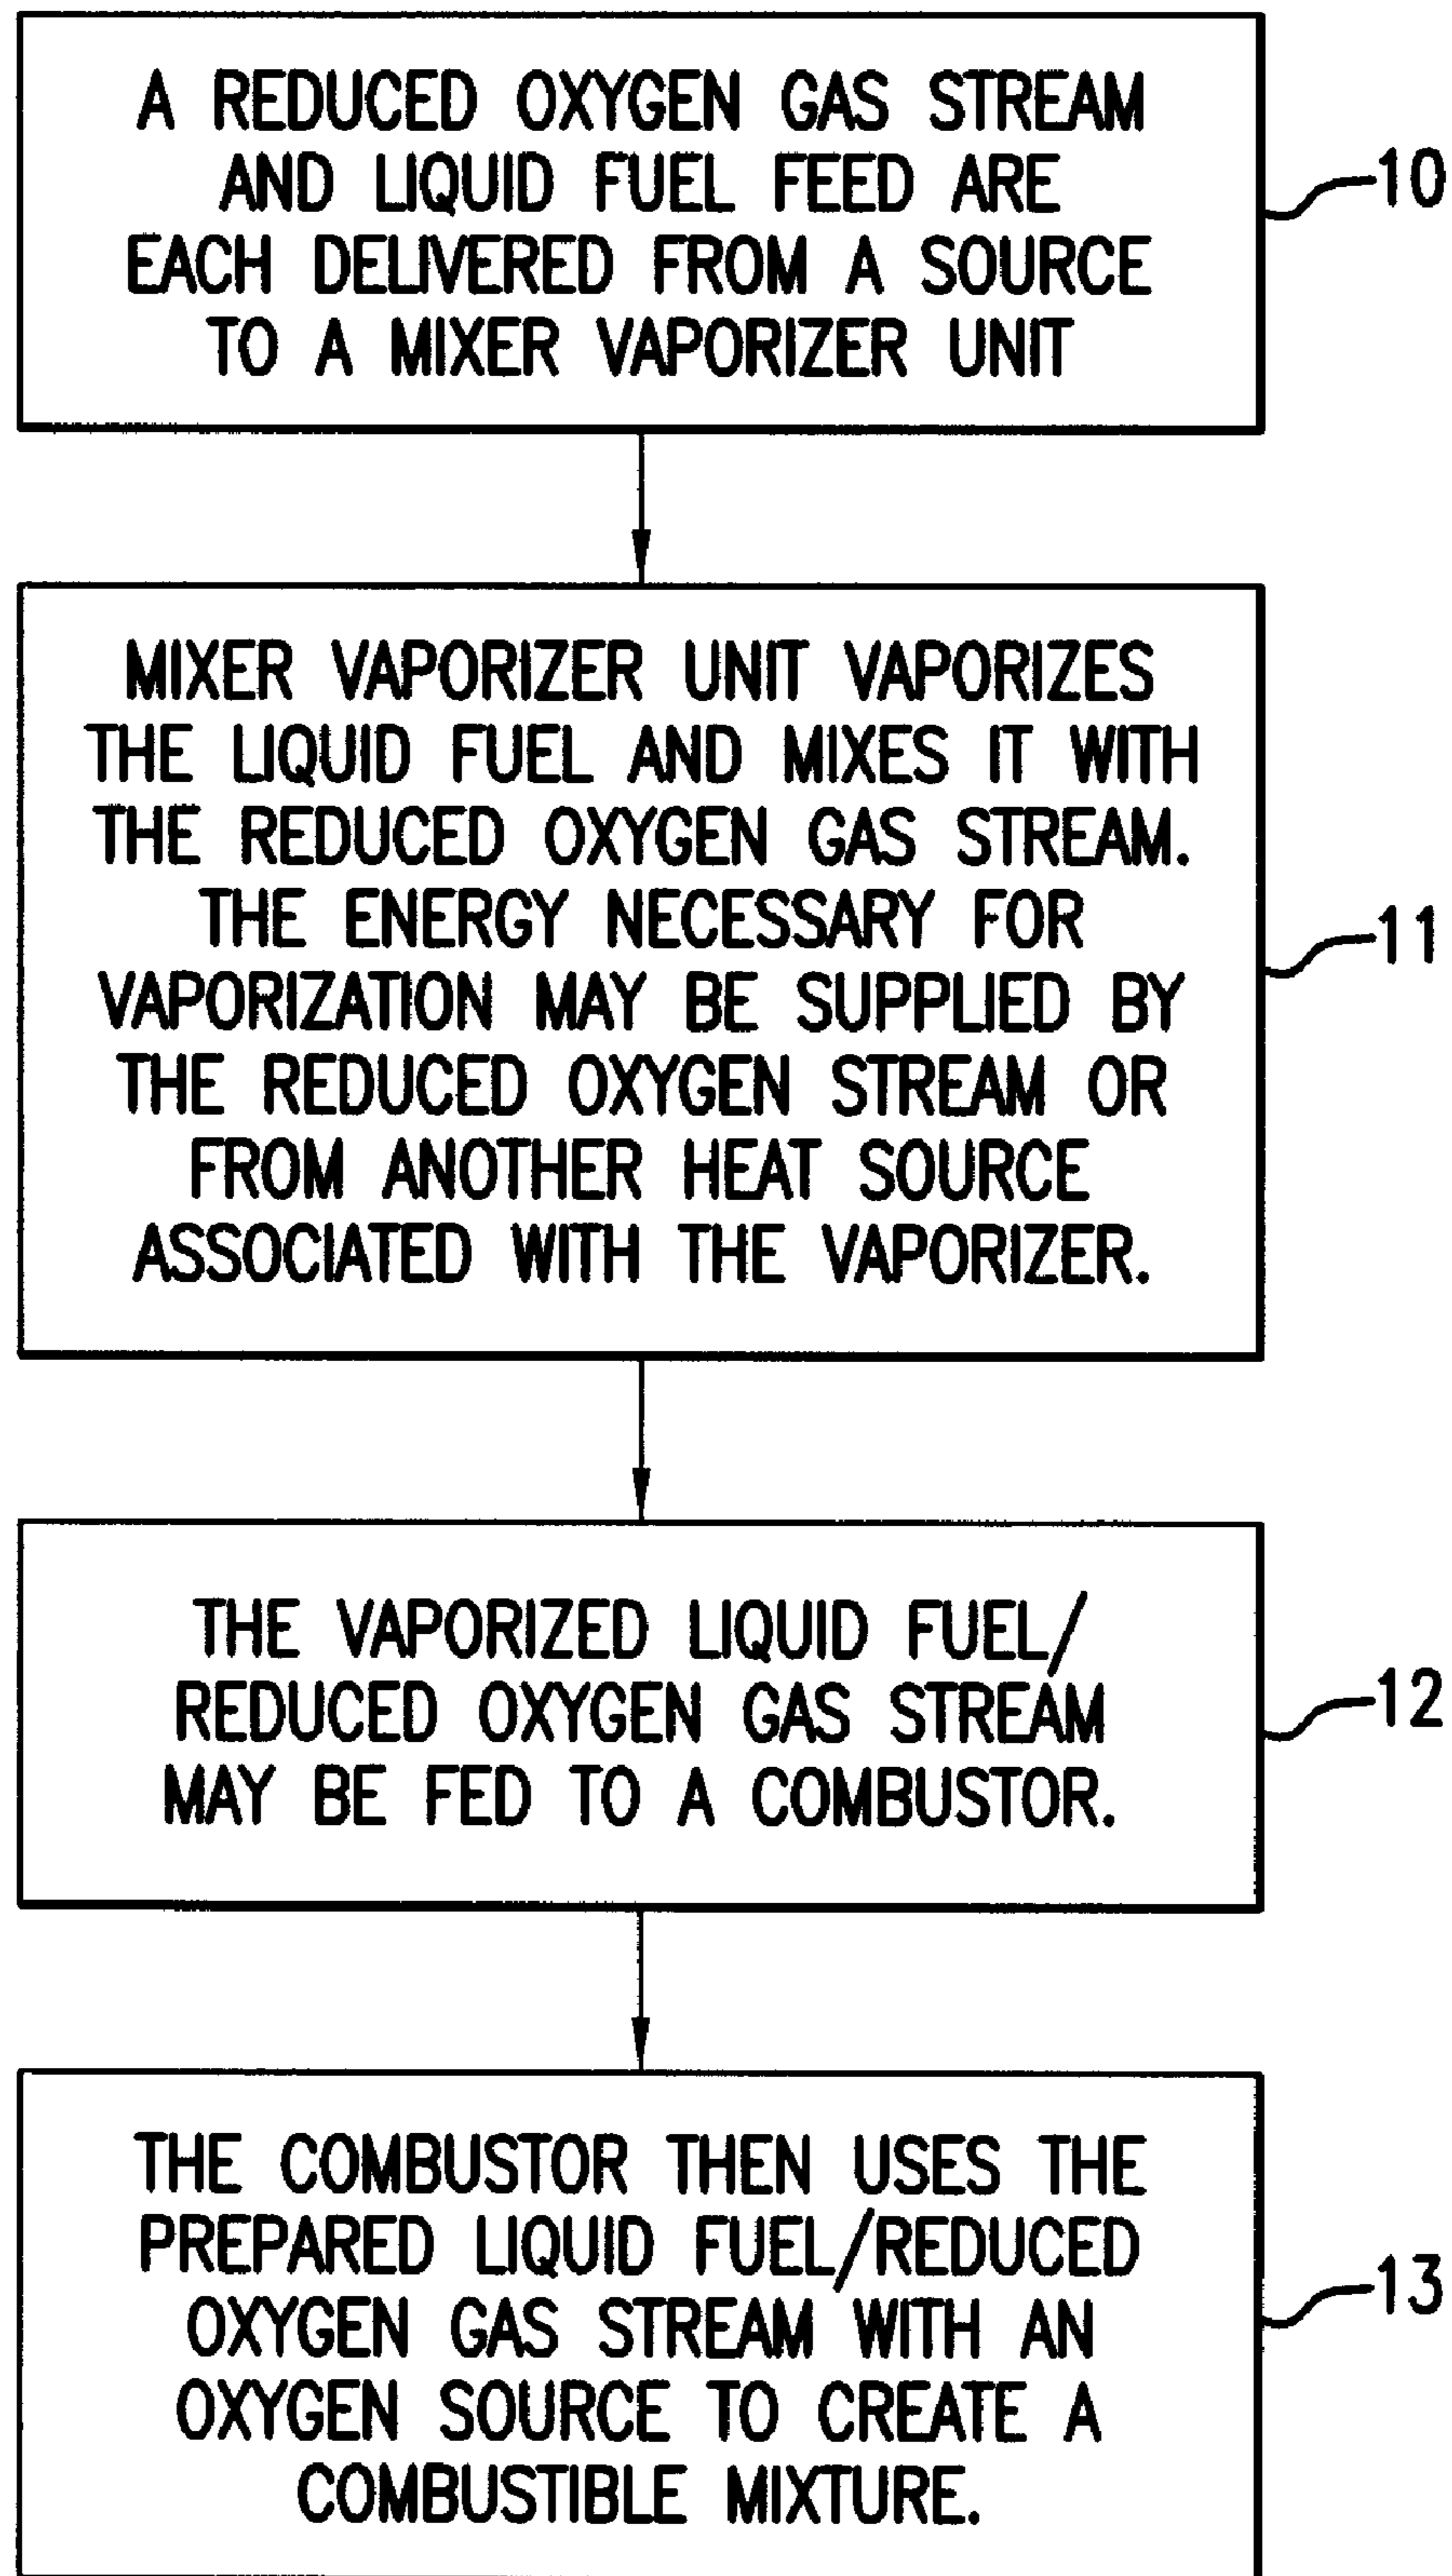 A REDUCED OXYGEN GAS STREAM
AND LIQUID FUEL FEED ARE
EACH DELIVERED FROM A SOURCE
TO A MIXER VAPORIZER UNIT
10
MIXER VAPORIZER UNIT VAPORIZES
THE LIQUID FUEL AND MIXES IT WITH
THE REDUCED OXYGEN GAS STREAM.
THE ENERGY NECESSARY FOR
VAPORIZATION MAY BE SUPPLIED BY
THE REDUCED OXYGEN STREAM OR
FROM ANOTHER HEAT SOURCE
ASSOCIATED WITH THE VAPORIZER.
11
THE VAPORIZED LIQUID FUEL/
REDUCED OXYGEN GAS STREAM
MAY BE FED TO A COMBUSTOR.
12
THE COMBUSTOR THEN USES THE
PREPARED LIQUID FUEL/REDUCED
OXYGEN GAS STREAM WITH AN
OXYGEN SOURCE TO CREATE A
COMBUSTIBLE MIXTURE.
13